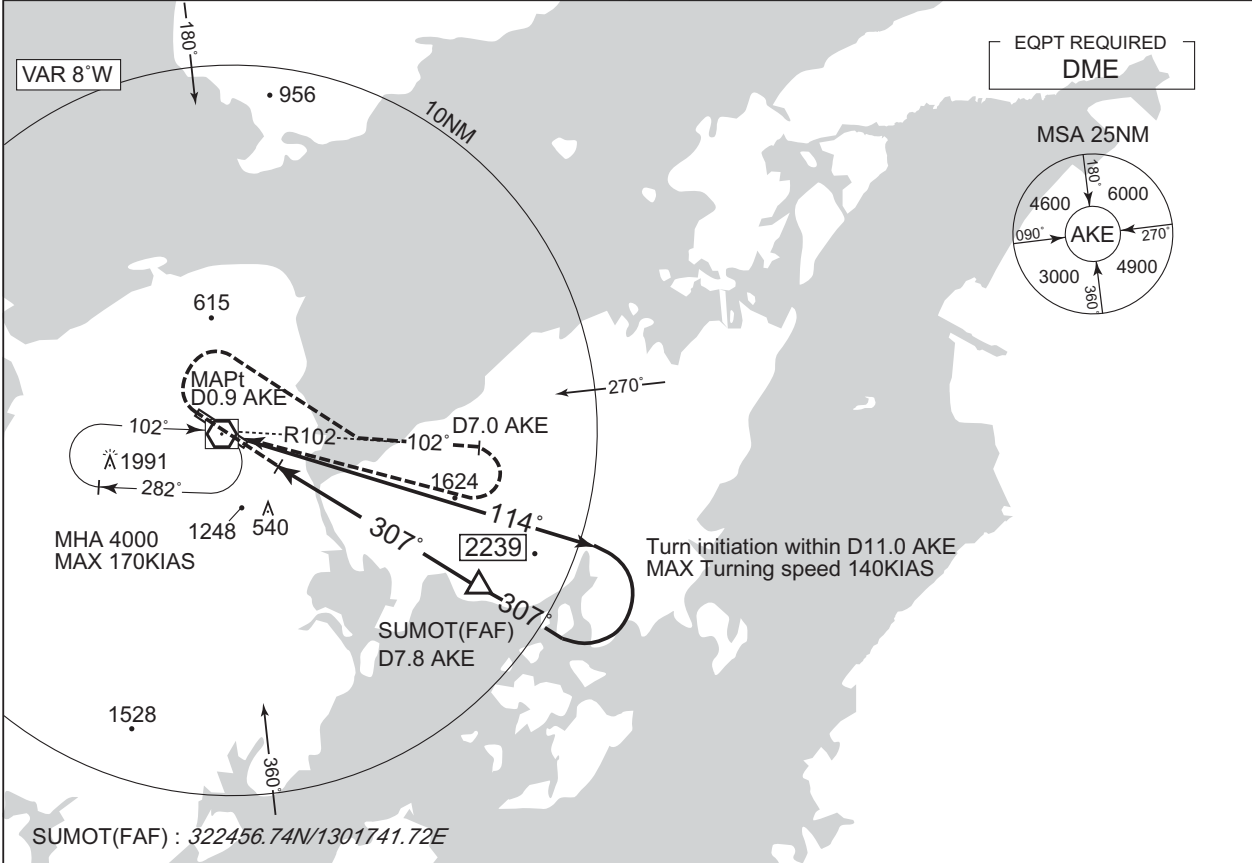 VAR 8°W
180°
956
10NM
EQPT REQUIRED
DME
MSA 25NM
180°
4600
6000
090°
AKE
270°
3000
4900
360°
615
MAPt
D0.9 AKE
270°
102°
R102
102°
D7.0 AKE
1991
282°
1624
114°
1248
540
307°
2239
MHA 4000
MAX 170KIAS
Turn initiation within D11.0 AKE
MAX Turning speed 140KIAS
307°
SUMOT(FAF)
D7.8 AKE
1528
360°
SUMOT(FAF) : 322456.74N/1301741.72E